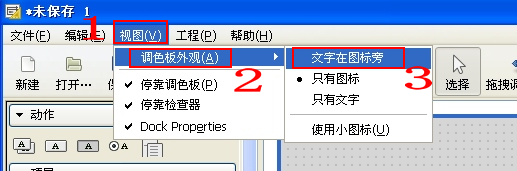 *未保存 1
1
文件(F) 编辑(E) 视图(V) 工程(P) 帮助(H)
调色板外观(A)
文字在图标旁
2
3
新建 打开…
停靠调色板(P)
只有图标
选择 拖拽
停靠检查器
只有文字
动作
Dock Properties
使用小图标(U)